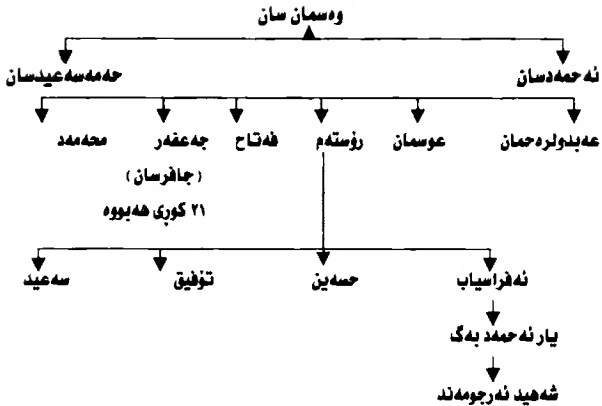 وەسمان سان
ئەحمەدسان حەمەسەعیدسان
عەبدولرەحمان عوسمان رۆستەم فەتاح جەعفەر محەمەد
(جافرسان)
٢١ کوڕی هەبووە
ئەفراسیاب حسەین تۆفیق سەعید
یار ئەحمەد بەگ
شەهید ئەرجومەند